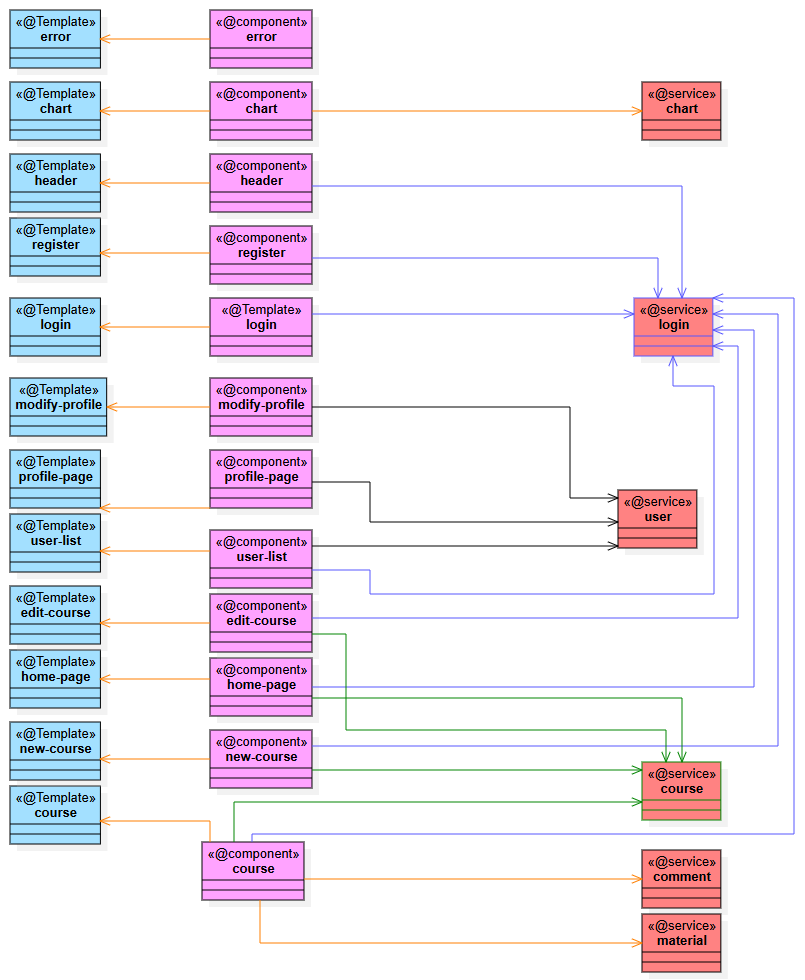 «@Template»
error
«@component»
error
«@Template»
chart
«@component»
chart
«@service»
chart
«@Template»
header
«@component»
header
«@Template»
register
«@component»
register
«@Template»
login
«@Template»
login
«@service»
login
«@Template»
modify-profile
«@component»
modify-profile
«@Template»
profile-page
«@component»
profile-page
«@service»
user
«@Template»
user-list
«@component»
user-list
«@Template»
edit-course
«@component»
edit-course
«@Template»
home-page
«@component»
home-page
«@Template»
new-course
«@component»
new-course
«@service»
course
«@Template»
course
«@component»
course
«@service»
comment
«@service»
material